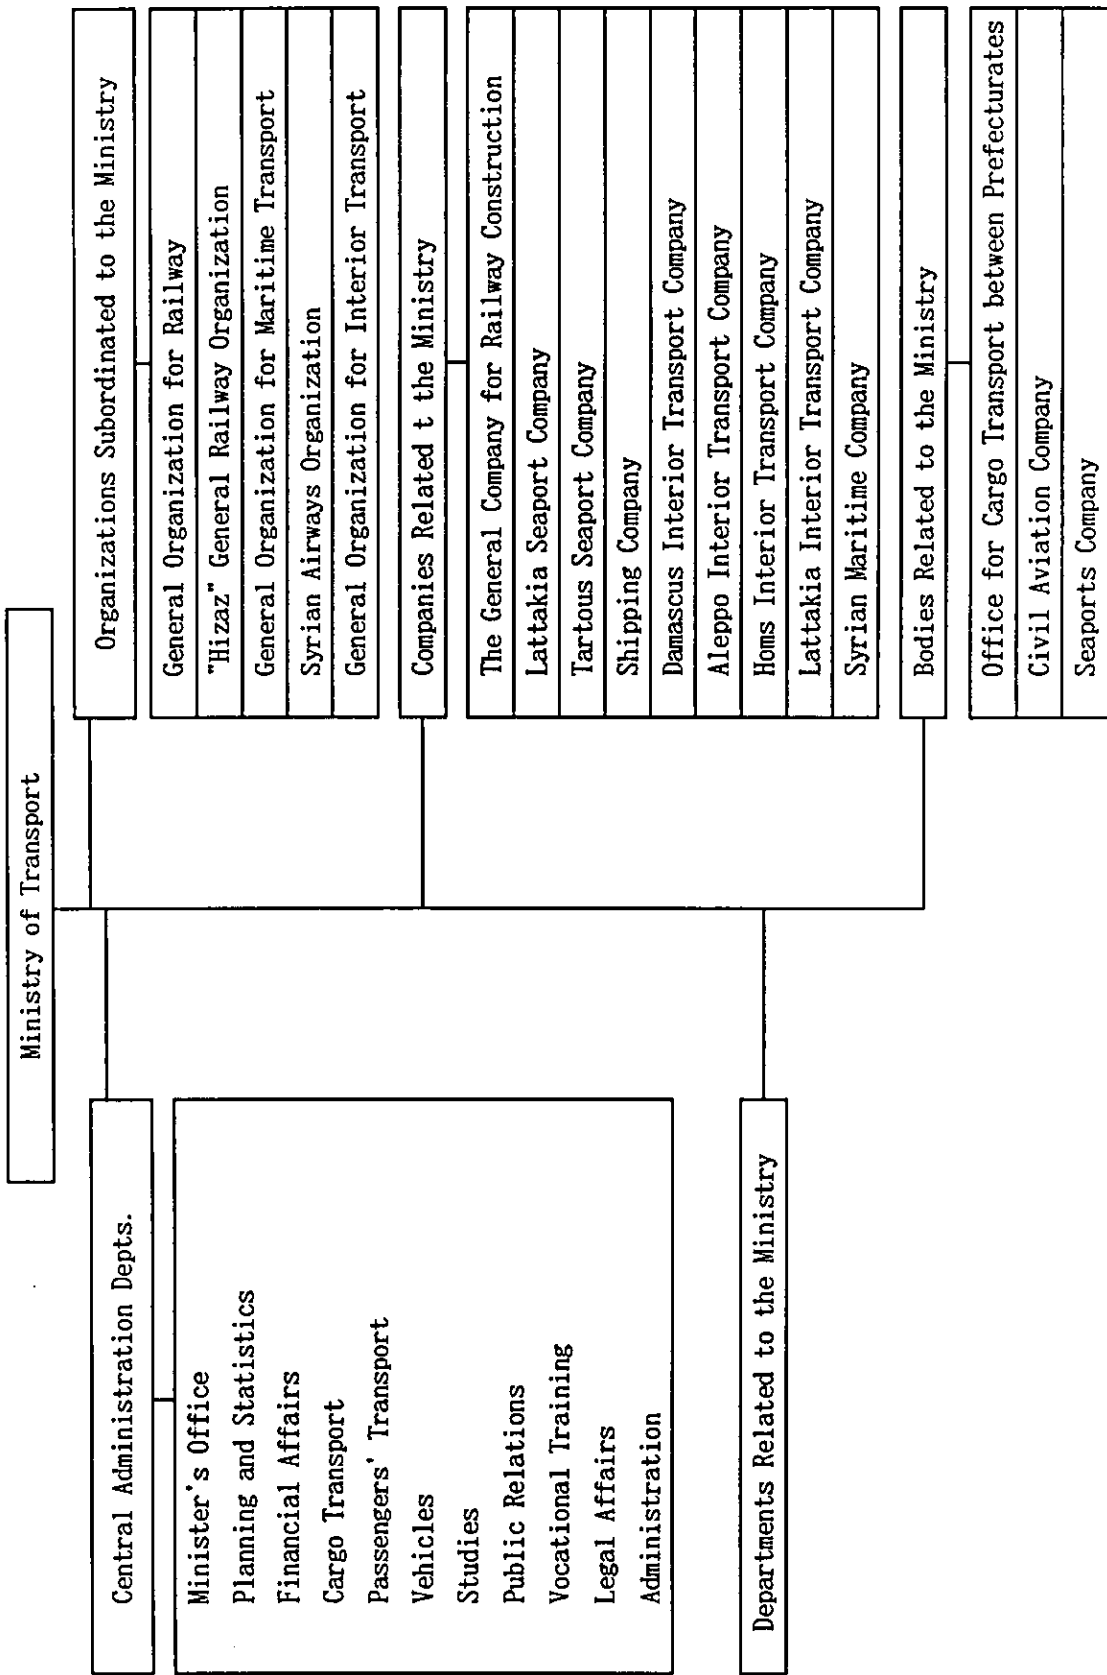 Ministry of Transport
Central Administration Depts.
Minister's Office
Planning and Statistics
Financial Affairs
Cargo Transport
Passengers' Transport
Vehicles
Studies
Public Relations
Vocational Training
Legal Affairs
Administration
Departments Related to the Ministry
Organizations Subordinated to the Ministry
General Organization for Railway
"Hizaz" General Railway Organization
General Organization for Maritime Transport
Syrian Airways Organization
General Organization for Interior Transport
Companies Related t the Ministry
The General Company for Railway Construction
Lattakia Seaport Company
Tartous Seaport Company
Shipping Company
Damascus Interior Transport Company
Aleppo Interior Transport Company
Homs Interior Transport Company
Lattakia Interior Transport Company
Syrian Maritime Company
Bodies Related to the Ministry
Office for Cargo Transport between Prefecturates
Civil Aviation Company
Seaports Company